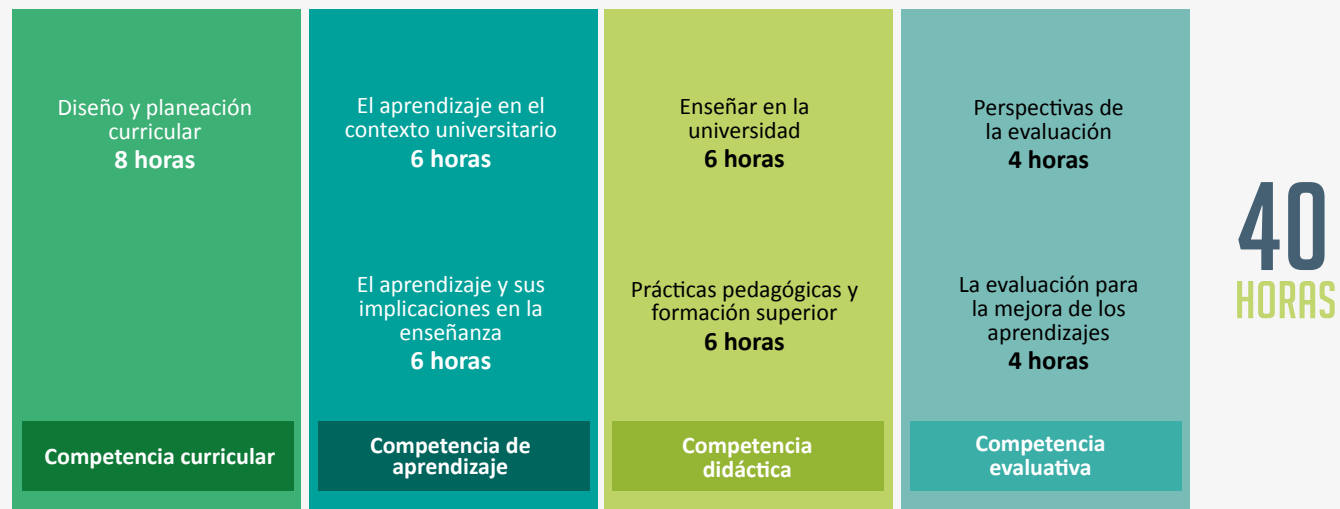 Diseño y planeación
curricular
8 horas
Competencia curricular
El aprendizaje en el
contexto universitario
6 horas
El aprendizaje y sus
implicaciones en la
enseñanza
6 horas
Competencia de
aprendizaje
Enseñar en la
universidad
6 horas
Prácticas pedagógicas y
formación superior
6 horas
Competencia
didáctica
Perspectivas de
la evaluación
4 horas
La evaluación para
la mejora de los
aprendizajes
4 horas
Competencia
evaluativa
40
HORAS